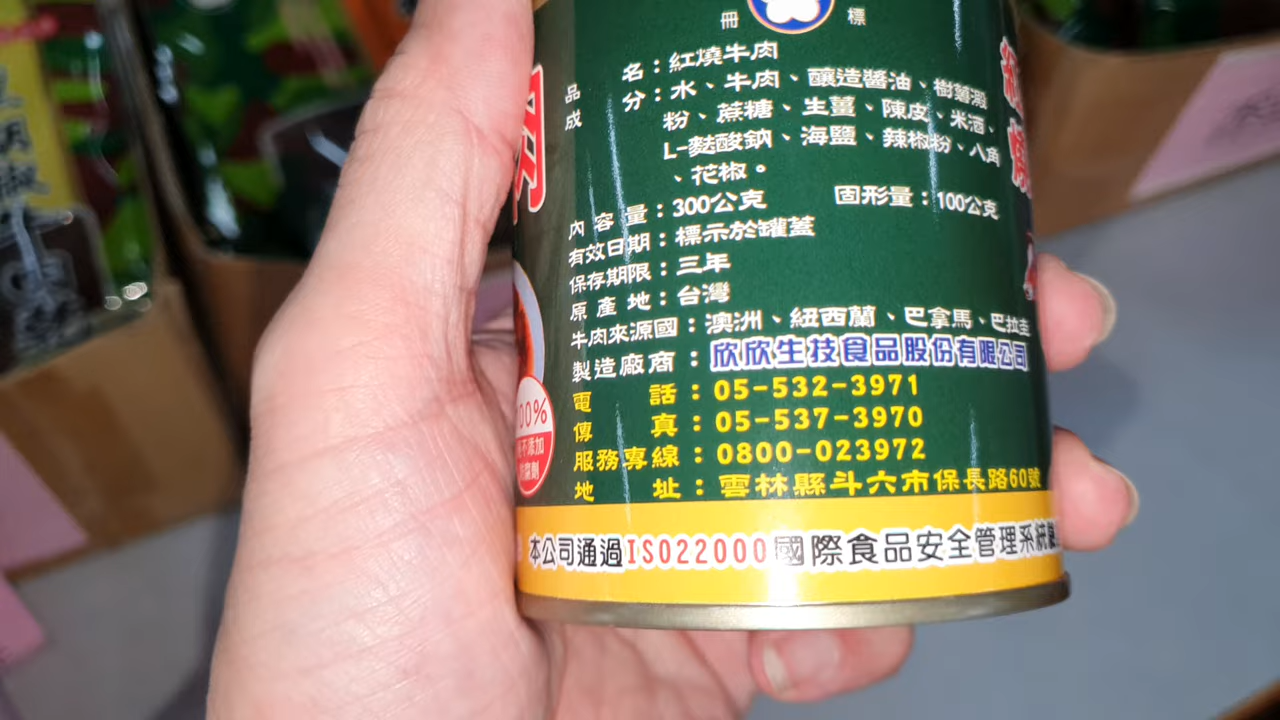 冊 標
品 名：紅燒牛肉
成 分：水、牛肉、釀造醬油、樹薯澱
粉、蔗糖、生薑、陳皮、米酒、
L-麩酸鈉、海鹽、辣椒粉、八角
、花椒。
內容量：300公克 固形量：100公克
有效日期：標示於罐蓋
保存期限：三年
原產地：台灣
牛肉來源國：澳洲、紐西蘭、巴拿馬、巴拉圭
製造廠商：欣欣生技食品股份有限公司
電 話：05-532-3971
傳 真：05-537-3970
服務專線：0800-023972
地 址：雲林縣斗六市保長路60號
本公司通過ISO22000國際食品安全管理系統
肉
00%
不添加